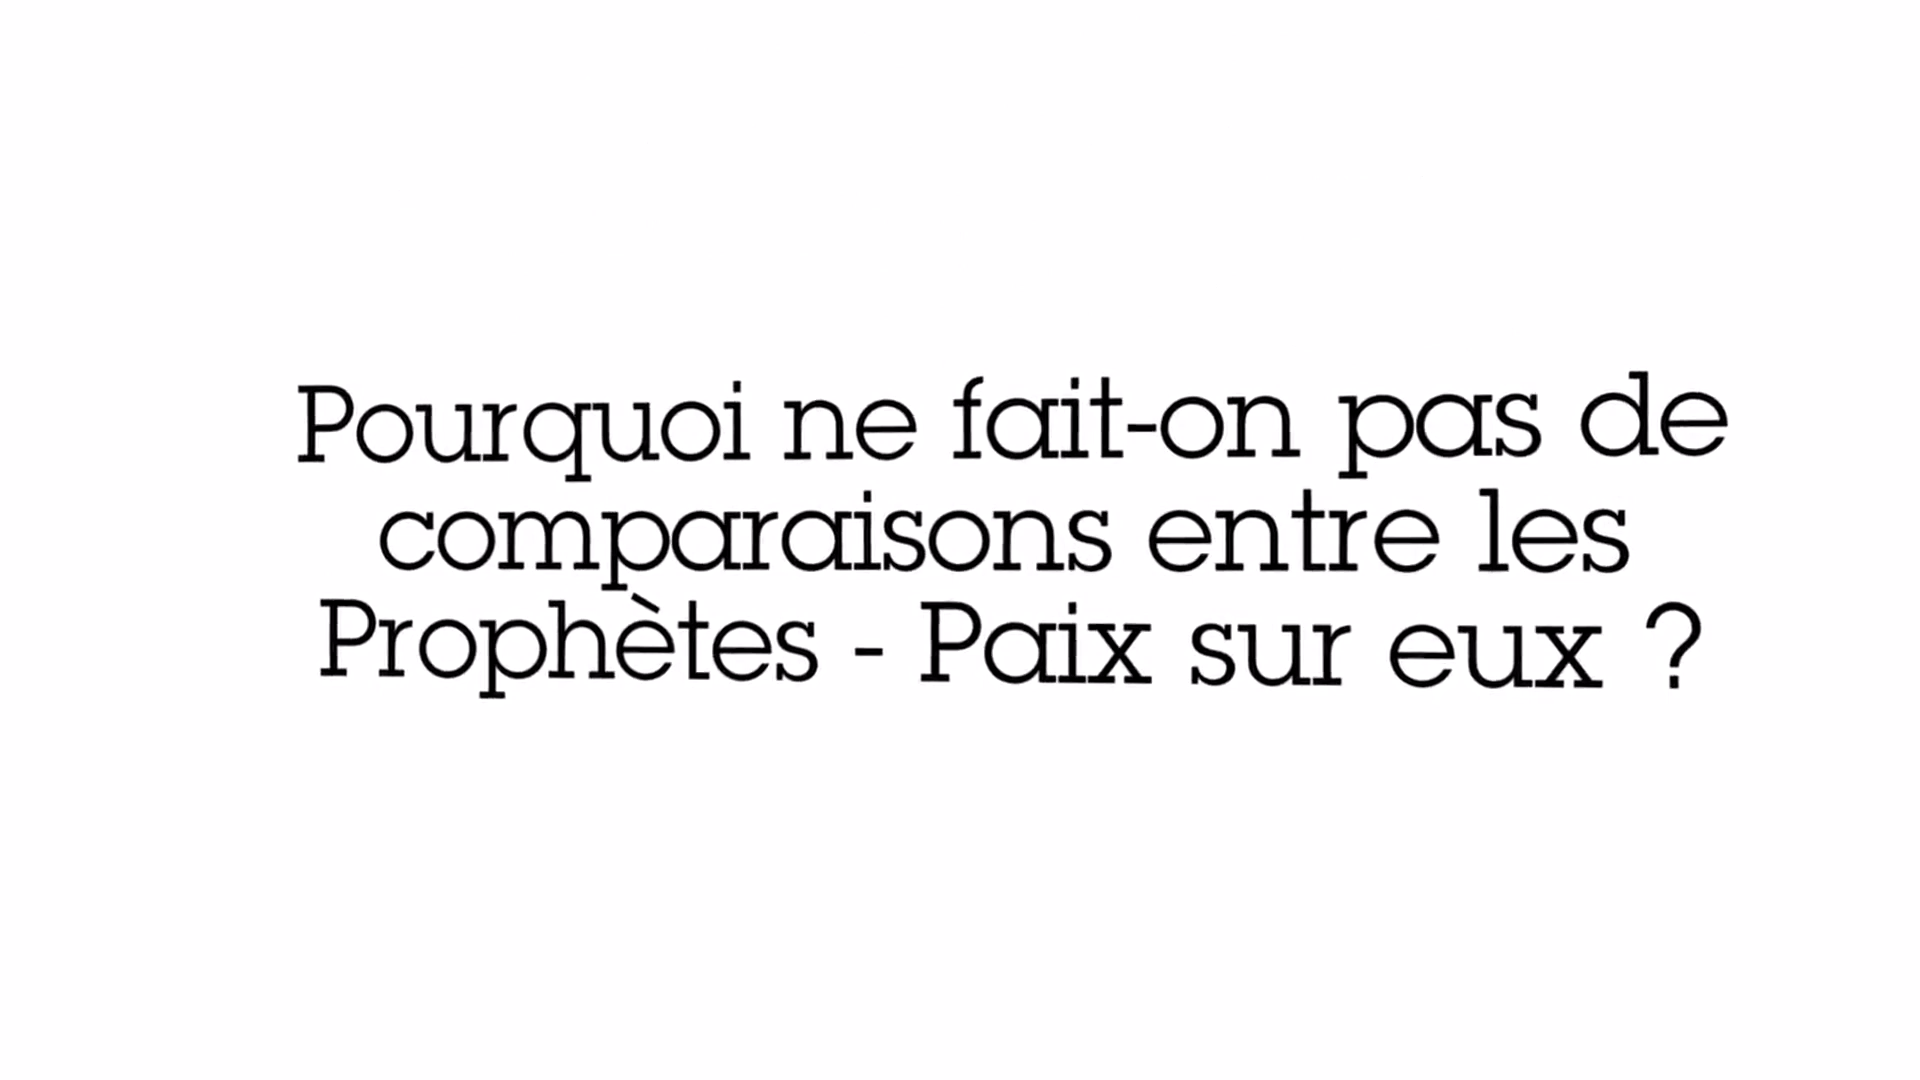 Pourquoi ne fait-on pas de
comparaisons entre les
Prophètes - Paix sur eux ?